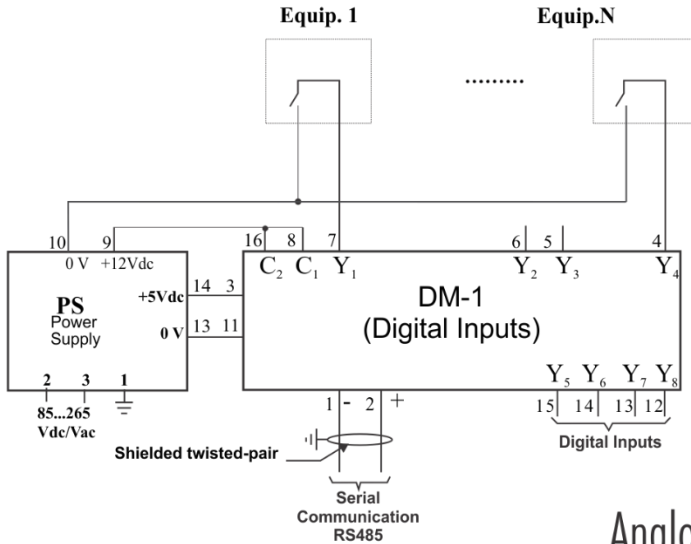 Equip. 1
Equip.N
.........
10
9
16
8
7
6
5
4
0 V
+12Vdc
C2
C1
Y1
Y2
Y3
Y4
PS
Power
Supply
+5Vdc
14
3
0 V
13
11
DM-1
(Digital Inputs)
2
3
1
85...265
Vdc/Vac
Y5
Y6
Y7
Y8
1
-
2
+
15
14
13
12
Digital Inputs
Shielded twisted-pair
Serial
Communication
RS485